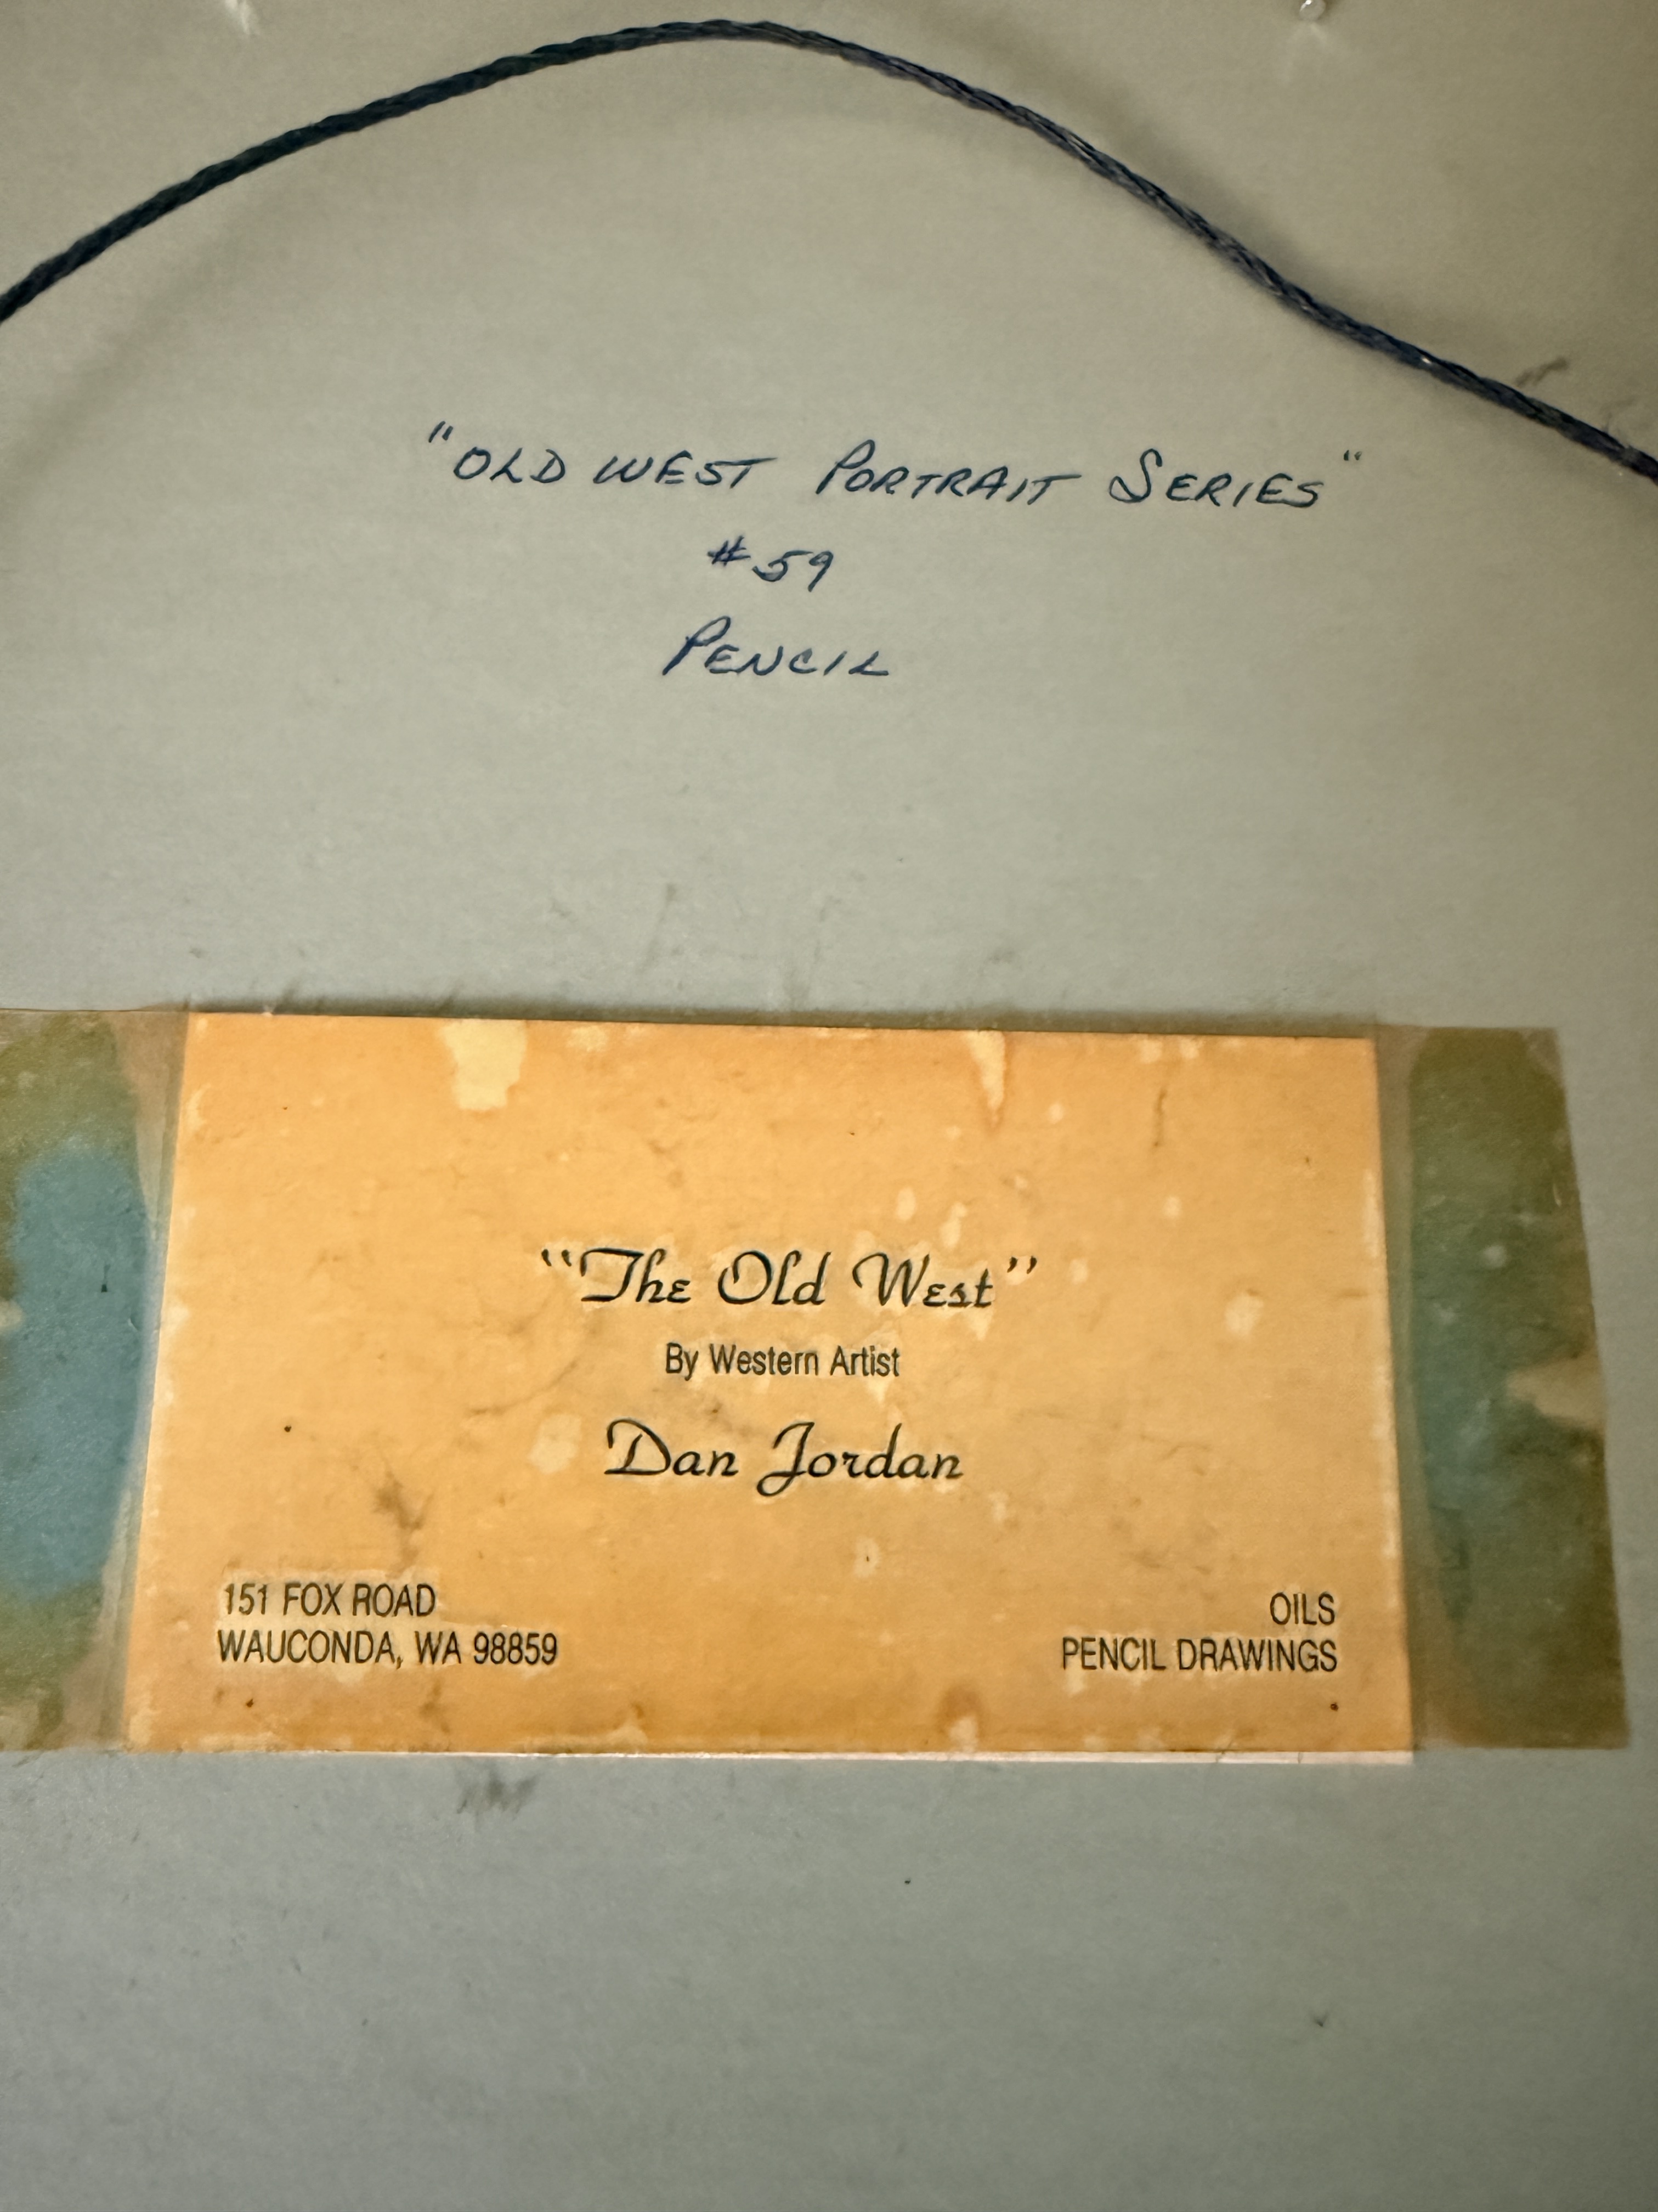 "OLD WEST PORTRAIT SERIES"
#59
PENCIL
"The Old West"
By Western Artist
Dan Jordan
151 FOX ROAD
WAUCONDA, WA 98859
OILS
PENCIL DRAWINGS